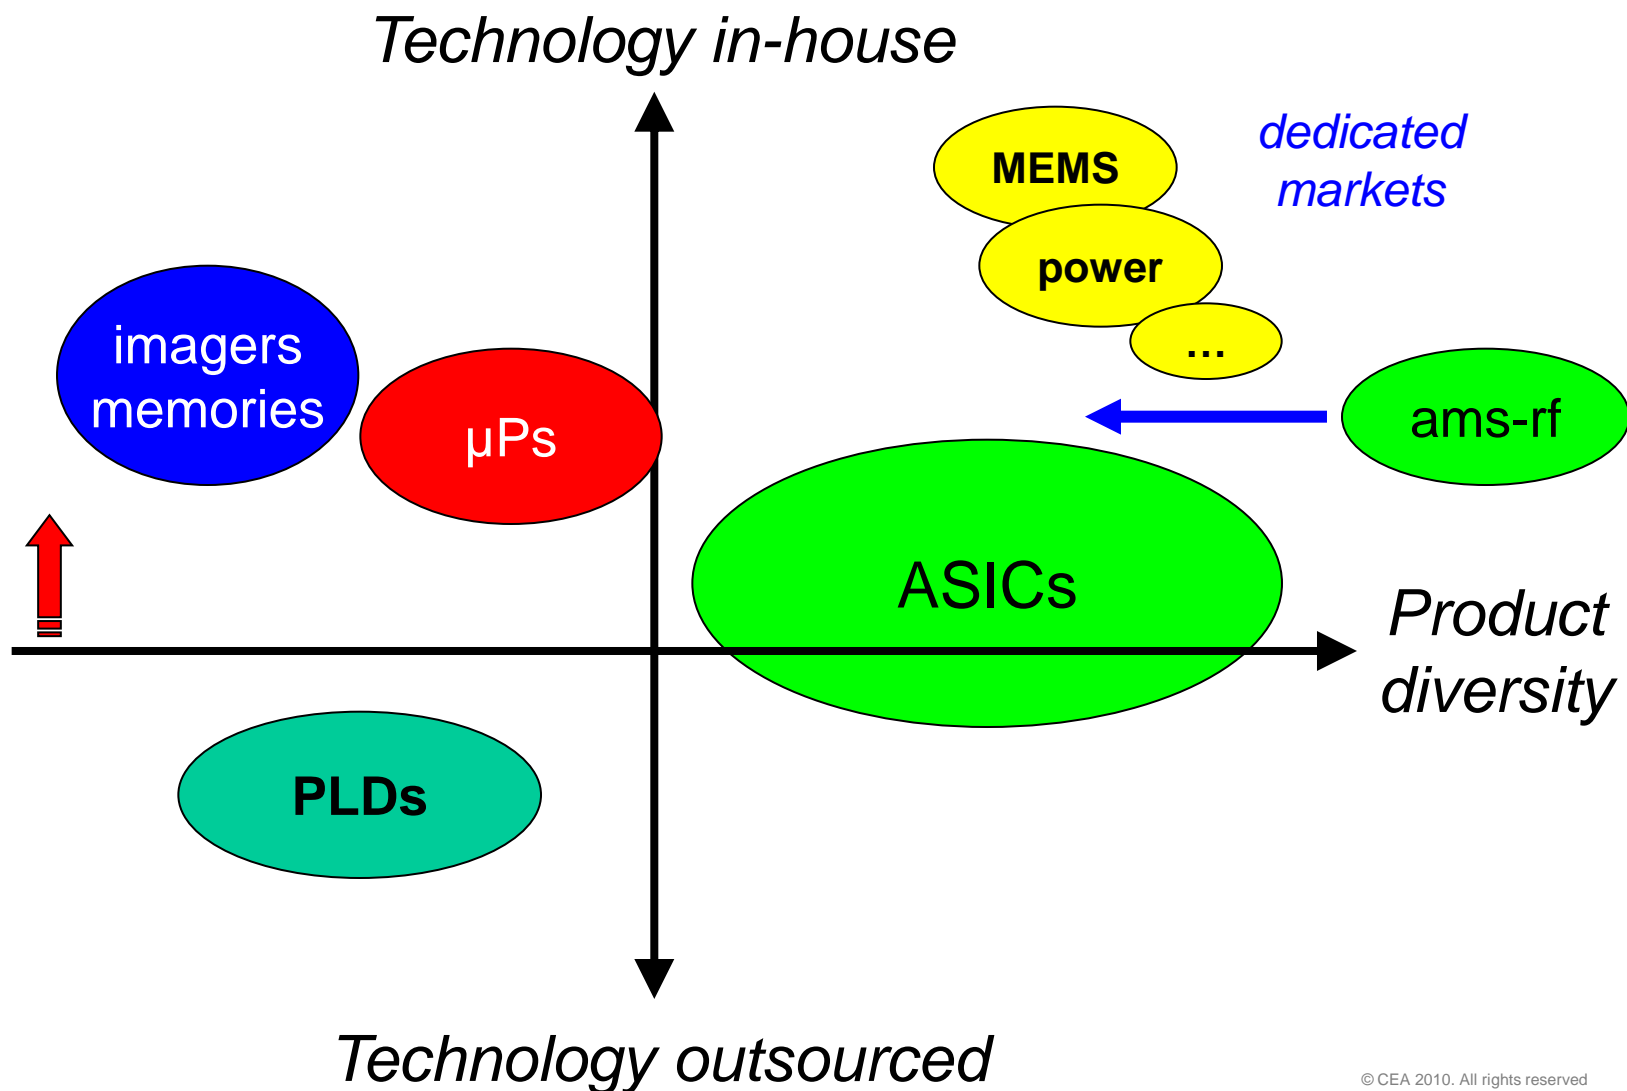 Technology in-house
MEMS
dedicated
markets
power
...
imagers
memories
µPs
ams-rf
ASICs
Product
diversity
PLDs
Technology outsourced
© CEA 2010. All rights reserved